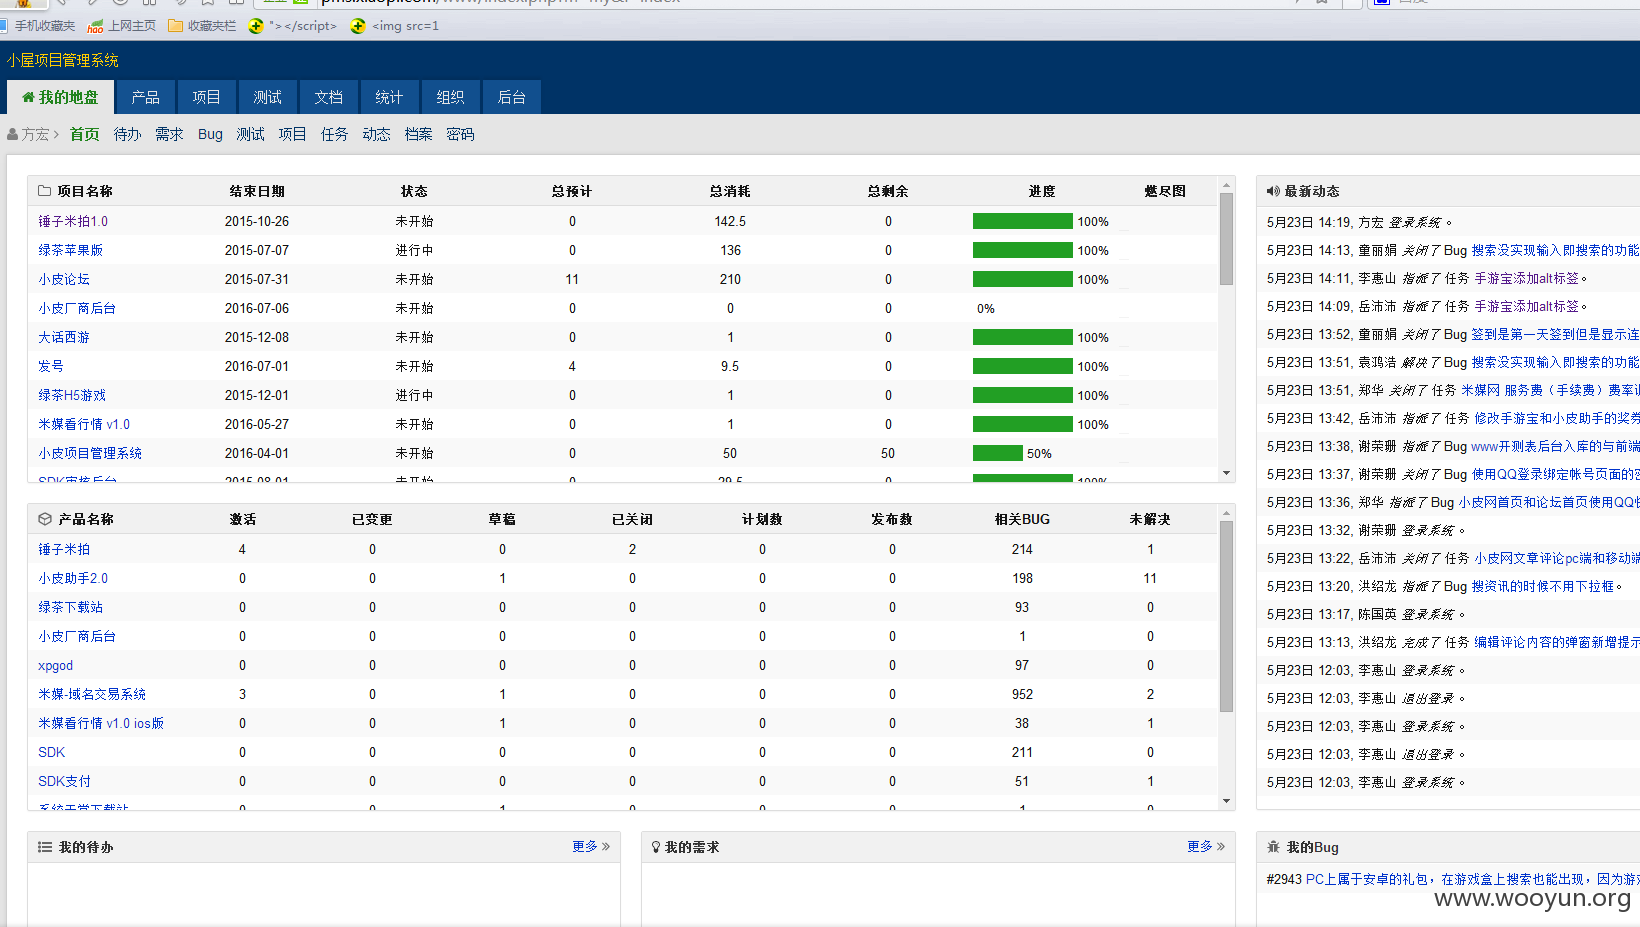 手机收藏夹 上网主页 收藏夹栏 "></script> <img src=1
小屋项目管理系统
我的地盘 产品 项目 测试 文档 统计 组织 后台
方宏 首页 待办 需求 Bug 测试 项目 任务 动态 档案 密码
项目名称 结束日期 状态 总预计 总消耗 总剩余 进度 燃尽图
锤子米拍1.0 2015-10-26 未开始 0 142.5 0 100%
绿茶苹果版 2015-07-07 进行中 0 136 0 100%
小皮论坛 2015-07-31 未开始 11 210 0 100%
小皮厂商后台 2016-07-06 未开始 0 0 0 0%
大话西游 2015-12-08 未开始 0 1 0 100%
发号 2016-07-01 未开始 4 9.5 0 100%
绿茶H5游戏 2015-12-01 进行中 0 1 0 100%
米媒看行情 v1.0 2016-05-27 未开始 0 1 0 100%
小皮项目管理系统 2016-04-01 未开始 0 50 50 50%
SDK审核后台 2015-08-01 未开始 0 29.5 0 100%
产品名称 激活 已变更 草稿 已关闭 计划数 发布数 相关BUG 未解决
锤子米拍 4 0 0 2 0 0 214 1
小皮助手2.0 0 0 1 0 0 0 198 11
绿茶下载站 0 0 0 0 0 0 93 0
小皮厂商后台 0 0 0 0 0 0 1 0
xpgod 0 0 0 0 0 0 97 0
米媒-域名交易系统 3 0 1 0 0 0 952 2
米媒看行情 v1.0 ios版 0 0 1 0 0 0 38 1
SDK 0 0 0 0 0 0 211 0
SDK支付 0 0 0 0 0 0 51 1
系统天堂下载站 0 0 1 0 0 0 1 0
最新动态
5月23日 14:19, 方宏 登录系统 。
5月23日 14:13, 童丽娟 关闭了 Bug 搜索没实现输入即搜索的功能
5月23日 14:11, 李惠山 指派了 任务 手游宝添加alt标签。
5月23日 14:09, 岳沛沛 指派了 任务 手游宝添加alt标签。
5月23日 13:52, 童丽娟 关闭了 Bug 签到是第一天签到但是显示连
5月23日 13:51, 袁鸿浩 解决了 Bug 搜索没实现输入即搜索的功能
5月23日 13:51, 郑华 关闭了 任务 米媒网 服务费（手续费）费率
5月23日 13:42, 岳沛沛 指派了 任务 修改手游宝和小皮助手的奖券
5月23日 13:38, 谢荣珊 指派了 Bug www开测表后台入库的与前端
5月23日 13:37, 谢荣珊 关闭了 Bug 使用QQ登录绑定帐号页面的
5月23日 13:36, 郑华 指派了 Bug 小皮网首页和论坛首页使用QQ
5月23日 13:32, 谢荣珊 登录系统 。
5月23日 13:22, 岳沛沛 关闭了 任务 小皮网文章评论pc端和移动端
5月23日 13:20, 洪绍龙 指派了 Bug 搜资讯的时候不用下拉框。
5月23日 13:17, 陈国英 登录系统 。
5月23日 13:13, 洪绍龙 完成了 任务 编辑评论内容的弹窗新增提示
5月23日 12:03, 李惠山 登录系统 。
5月23日 12:03, 李惠山 退出登录 。
5月23日 12:03, 李惠山 登录系统 。
5月23日 12:03, 李惠山 退出登录 。
5月23日 12:03, 李惠山 登录系统 。
我的待办 更多
我的需求 更多
我的Bug
#2943 PC上属于安卓的礼包，在游戏盒上搜索也能出现，因为游
www.wooyun.org